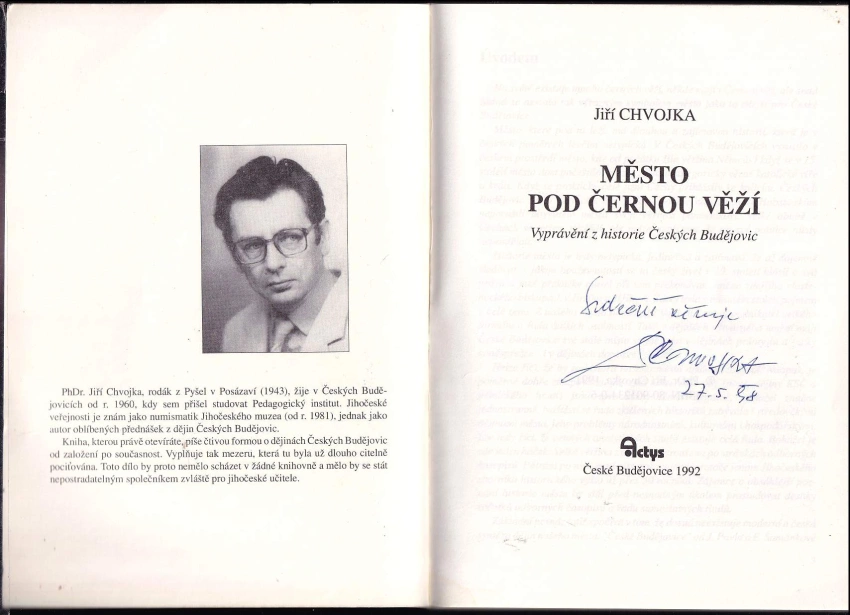 PhDr. Jiří Chvojka, rodák z Pyšel v Posázaví (1943), žije v Českých Budě-
jovicích od r. 1960, kdy sem přišel studovat Pedagogický institut. Jihočeské
veřejnosti je znám jako numismatik Jihočeského muzea (od r. 1981), jednak jako
autor oblíbených přednášek z dějin Českých Budějovic.
Kniha, kterou právě otevíráte, píše čtivou formou o dějinách Českých Budějovic
od založení po současnost. Vyplňuje tak mezeru, která tu byla už dlouho citelně
pociťována. Toto dílo by proto nemělo scházet v žádné knihovně a mělo by se stát
nepostradatelným společníkem zvláště pro jihočeské učitele.
Jiří CHVOJKA
MĚSTO
POD ČERNOU VĚŽÍ
Vyprávění z historie Českých Budějovic
Srdečně věnuje
Chvojka
27. 5. 98
Actys
České Budějovice 1992